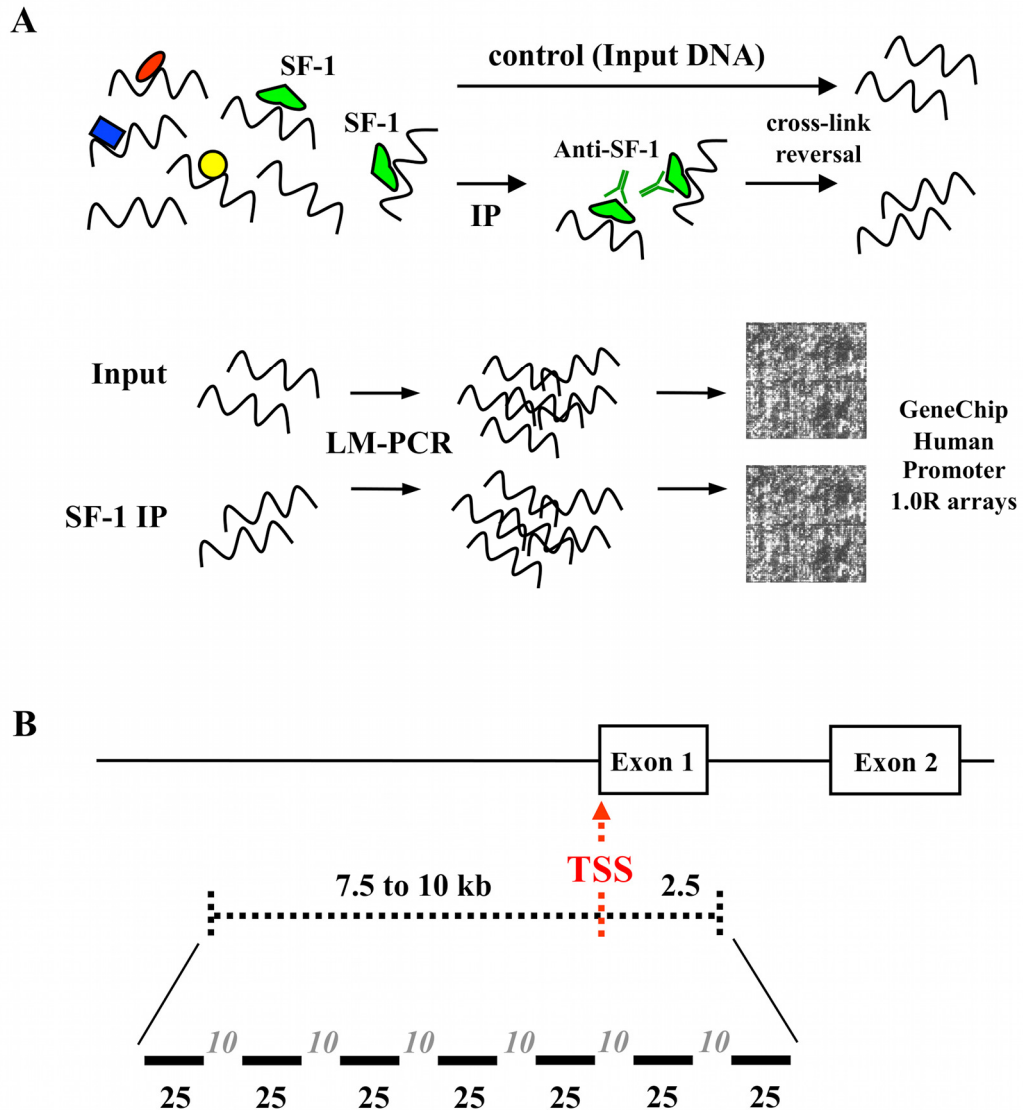 A
SF-1
control (Input DNA)
SF-1
Anti-SF-1
cross-link
reversal
IP
Input
LM-PCR
SF-1 IP
GeneChip
Human
Promoter
1.0R arrays
B
Exon 1
Exon 2
TSS
7.5 to 10 kb
2.5
10 10 10 10 10 10
25 25 25 25 25 25 25